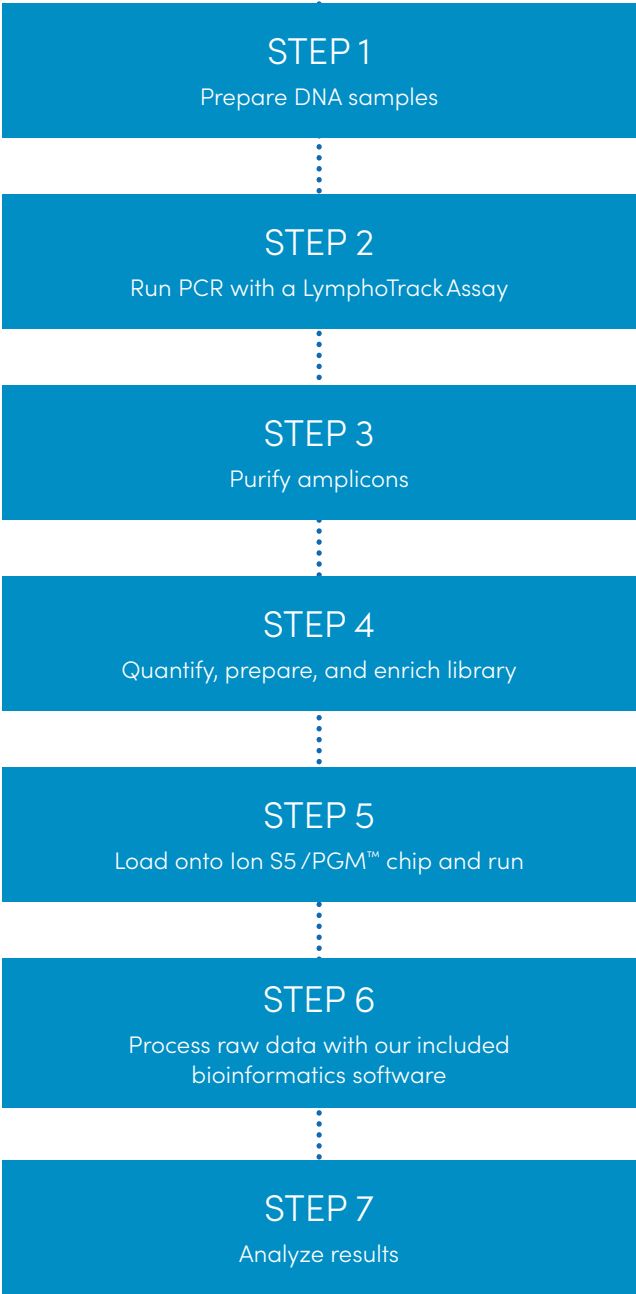 STEP 1
Prepare DNA samples
STEP 2
Run PCR with a LymphoTrack Assay
STEP 3
Purify amplicons
STEP 4
Quantify, prepare, and enrich library
STEP 5
Load onto Ion S5/PGM™ chip and run
STEP 6
Process raw data with our included
bioinformatics software
STEP 7
Analyze results